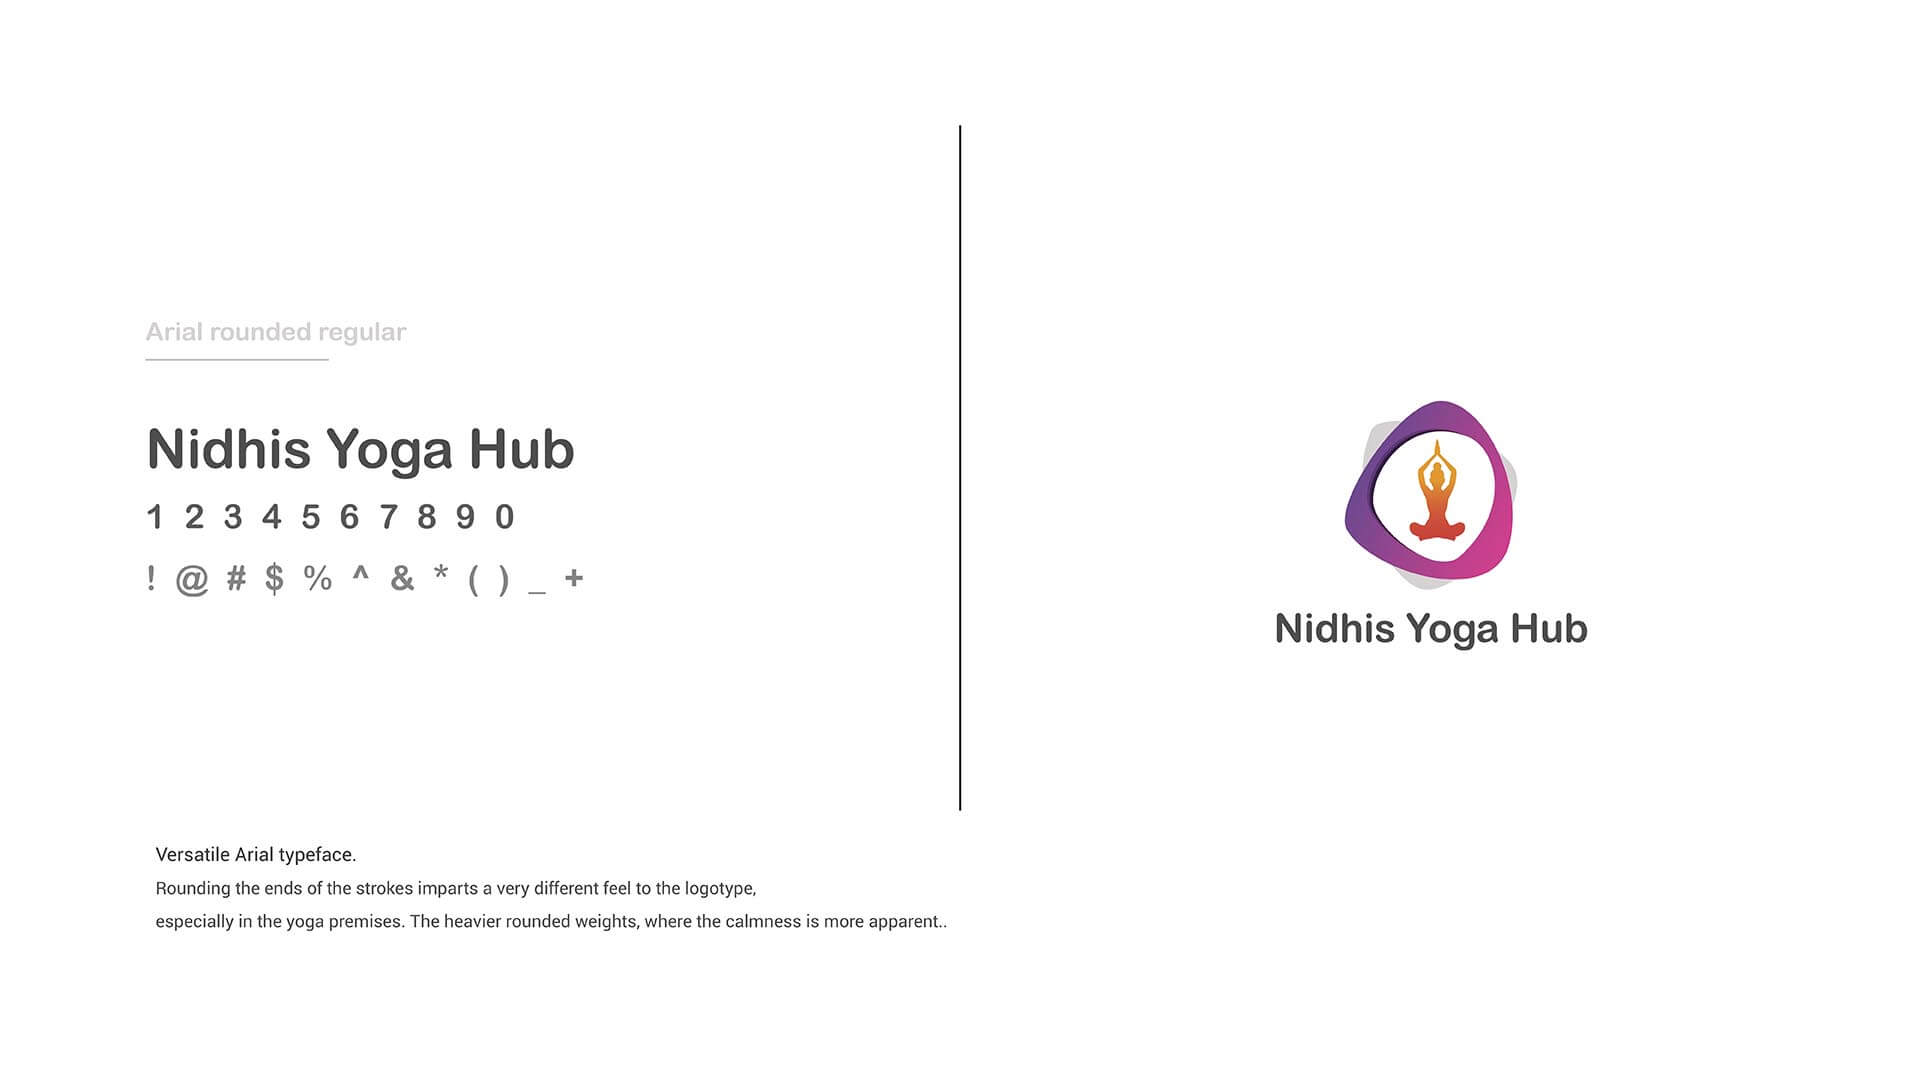 Arial rounded regular
Nidhis Yoga Hub
1 2 3 4 5 6 7 8 9 0
! @ # $ % ^ & * ( ) _ +
Nidhis Yoga Hub
Versatile Arial typeface.
Rounding the ends of the strokes imparts a very different feel to the logotype,
especially in the yoga premises. The heavier rounded weights, where the calmness is more apparent..